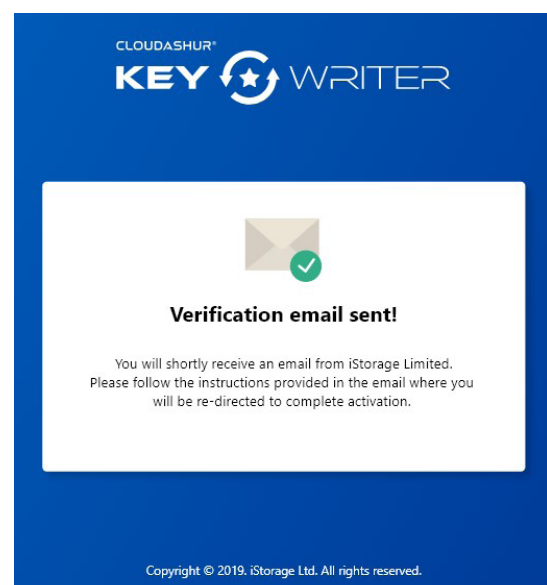 CLOUDASHUR®
KEY WRITER
Verification email sent!
You will shortly receive an email from iStorage Limited.
Please follow the instructions provided in the email where you
will be re-directed to complete activation.
Copyright © 2019. iStorage Ltd. All rights reserved.